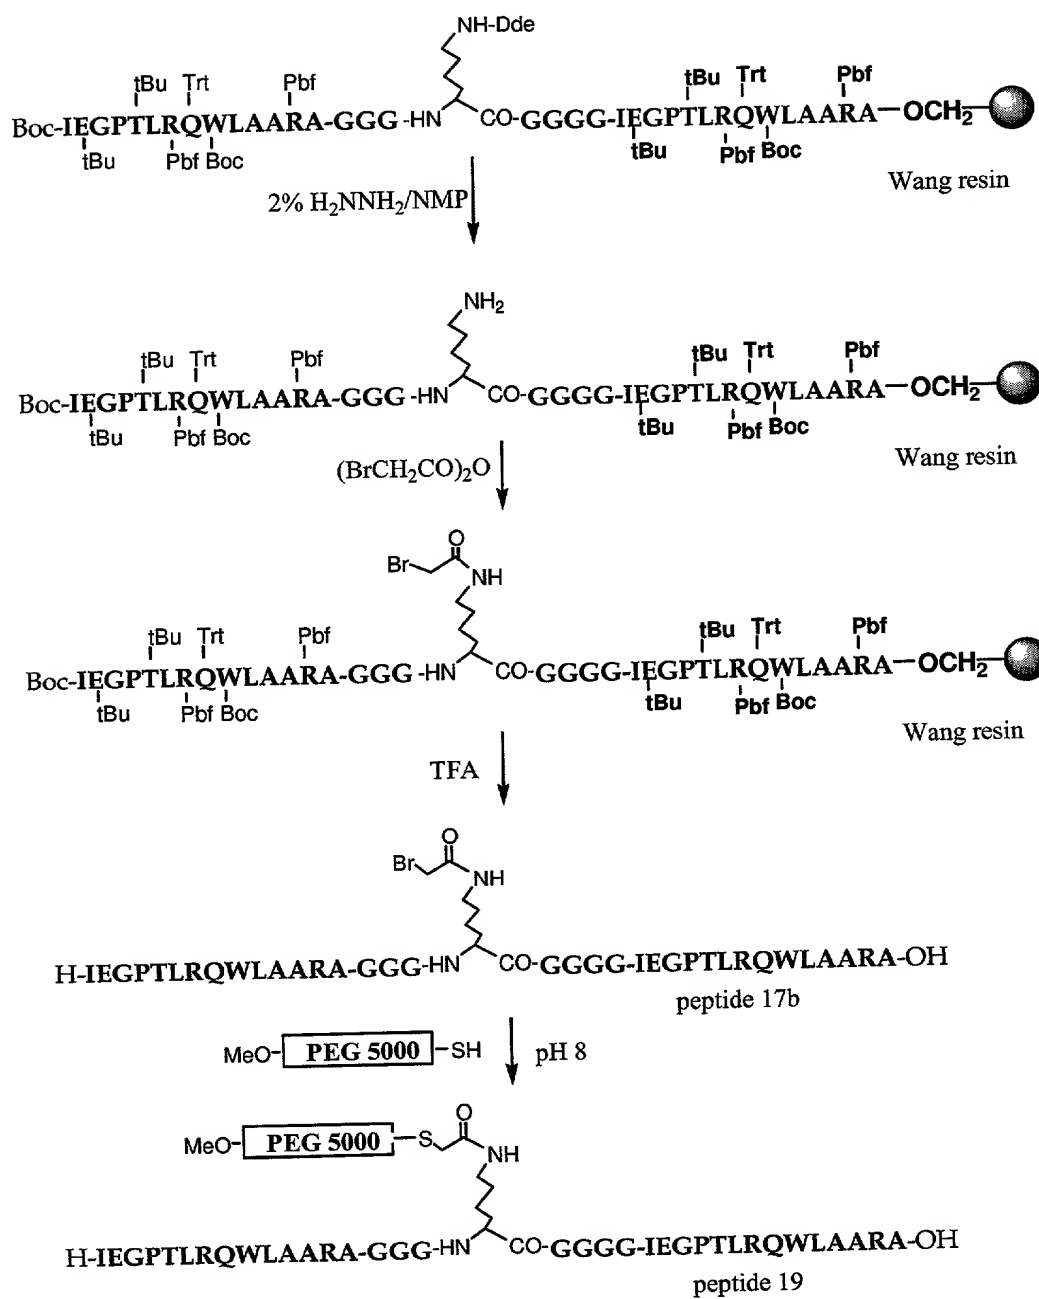 NH-Dde
tBu Trt Pbf tBu Trt Pbf
Boc-IEGPTLRQWLAARA-GGG-HN CO-GGGG-IEGPTLRQWLAARA-OCH2
tBu Pbf Boc tBu Pbf Boc
Wang resin
2% H2NNH2/NMP
NH2
tBu Trt Pbf tBu Trt Pbf
Boc-IEGPTLRQWLAARA-GGG-HN CO-GGGG-IEGPTLRQWLAARA-OCH2
tBu Pbf Boc tBu Pbf Boc
Wang resin
(BrCH2CO)2O
O
Br NH
tBu Trt Pbf tBu Trt Pbf
Boc-IEGPTLRQWLAARA-GGG-HN CO-GGGG-IEGPTLRQWLAARA-OCH2
tBu Pbf Boc tBu Pbf Boc
Wang resin
TFA
O
Br NH
H-IEGPTLRQWLAARA-GGG-HN CO-GGGG-IEGPTLRQWLAARA-OH
peptide 17b
MeO-PEG 5000-SH pH 8
O
MeO-PEG 5000-S NH
H-IEGPTLRQWLAARA-GGG-HN CO-GGGG-IEGPTLRQWLAARA-OH
peptide 19